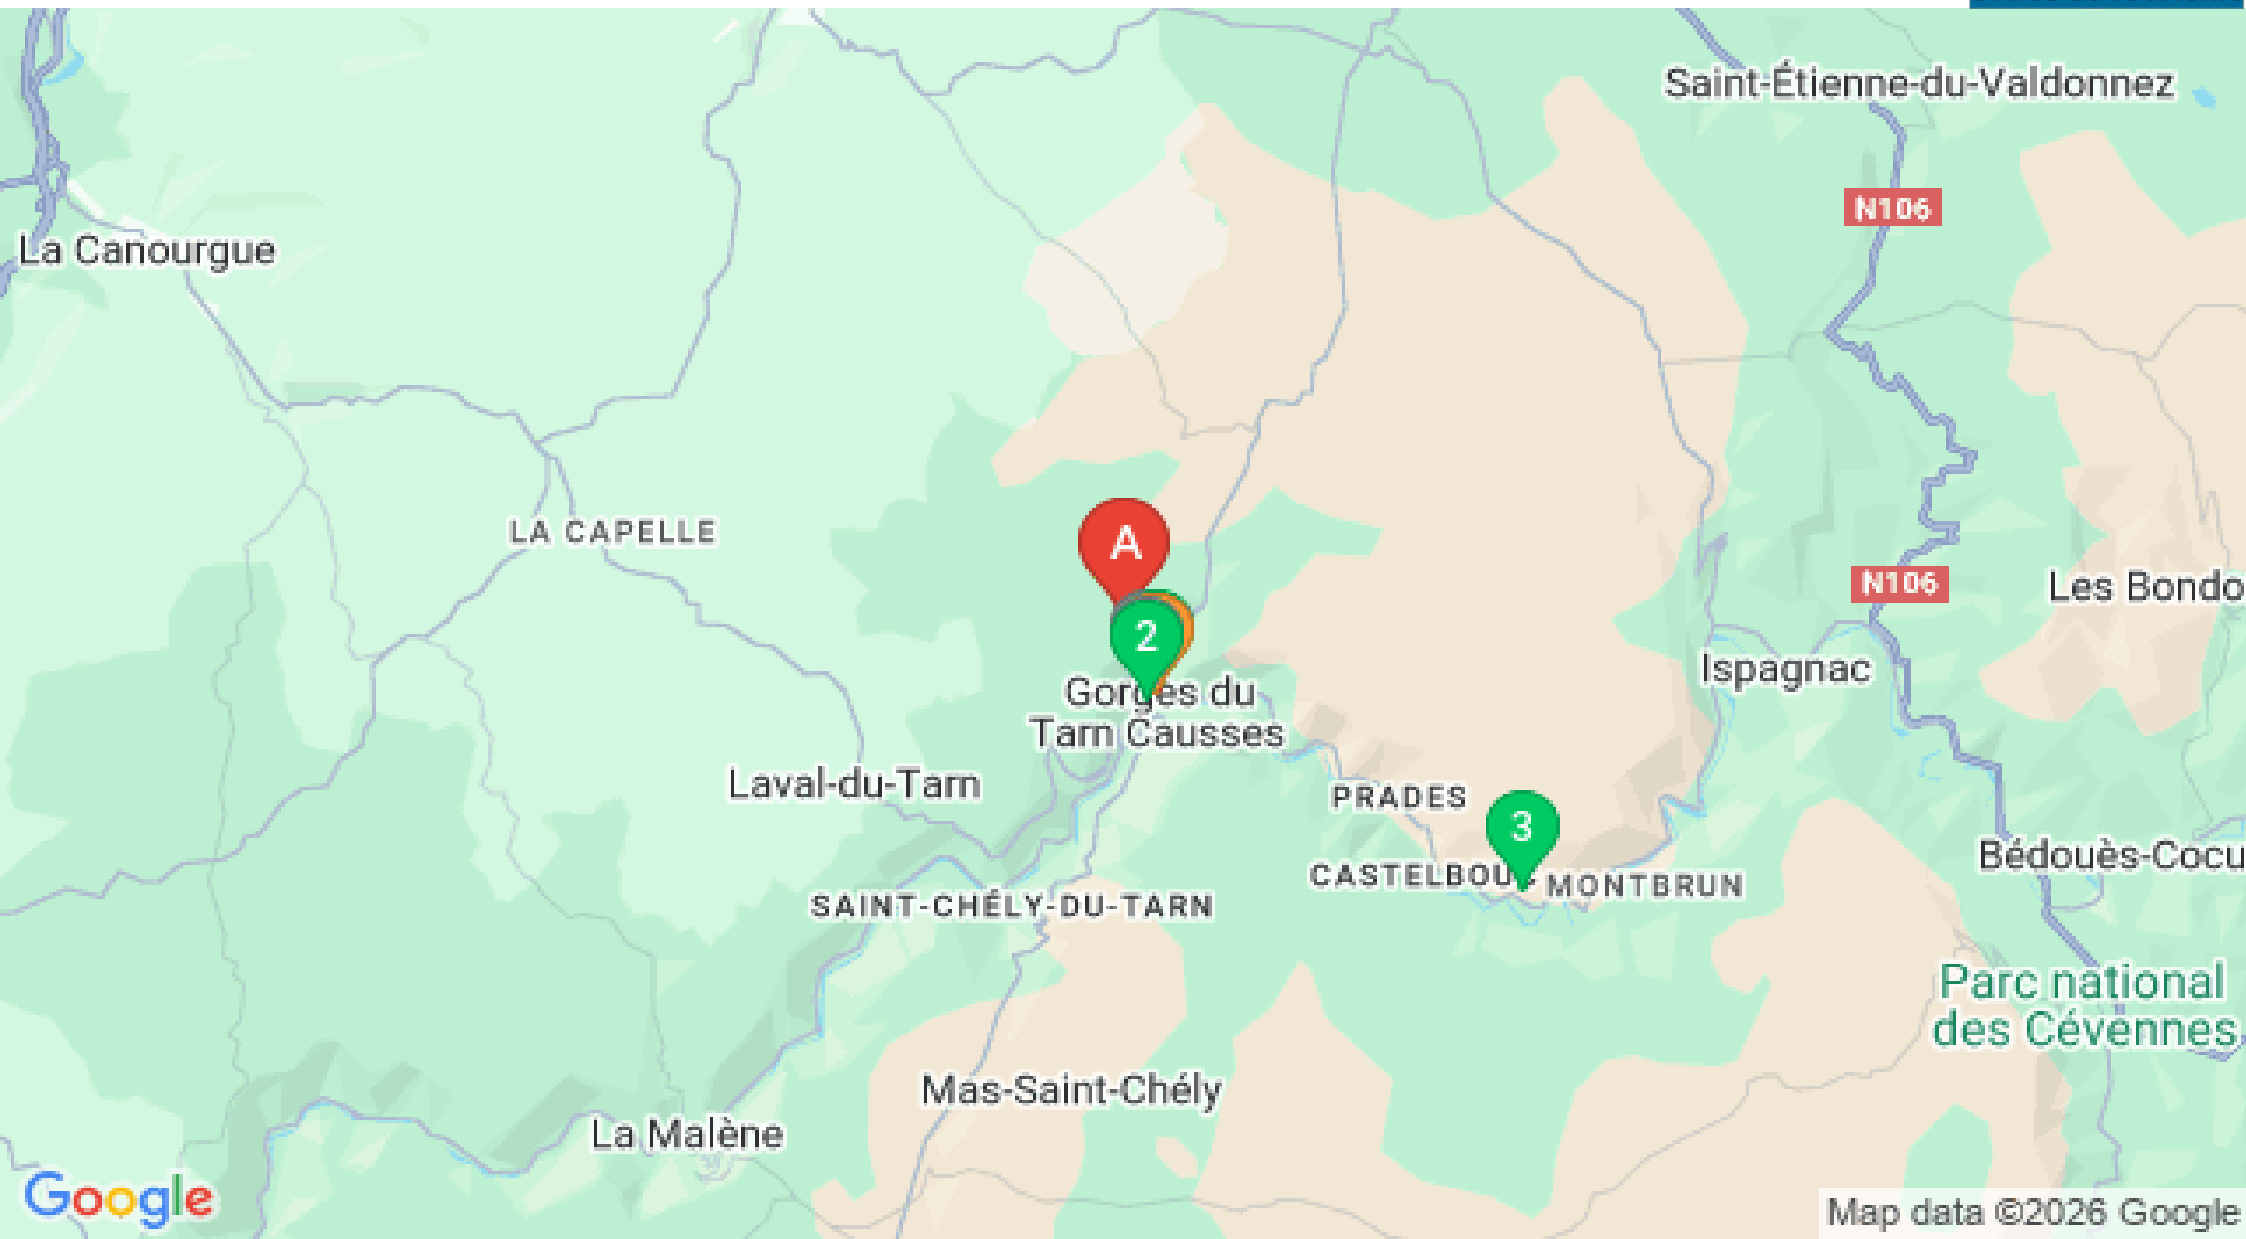 Saint-Étienne-du-Valdonnez
N106
La Canourgue
A
LA CAPELLE
N106
Les Bondo
2
Ispagnac
Gorges du
Tarn Causses
Laval-du-Tarn
PRADES
3
Bédouès-Cocu
CASTELBOUC
MONTBRUN
SAINT-CHÉLY-DU-TARN
Parc national
des Cévennes
Mas-Saint-Chély
La Malène
Google
Map data ©2026 Google